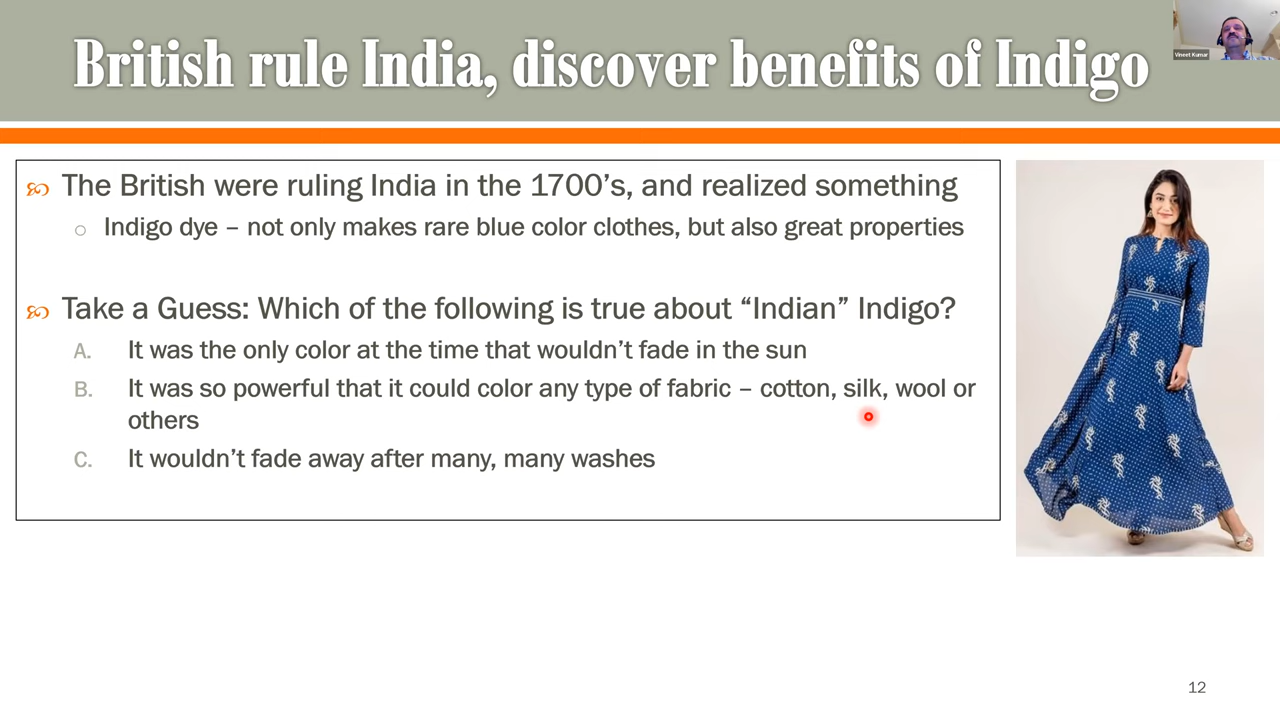 British rule India, discover benefits of Indigo
Vineet Kumar
The British were ruling India in the 1700’s, and realized something
Indigo dye – not only makes rare blue color clothes, but also great properties
Take a Guess: Which of the following is true about “Indian” Indigo?
A. It was the only color at the time that wouldn’t fade in the sun
B. It was so powerful that it could color any type of fabric – cotton, silk, wool or
others
C. It wouldn’t fade away after many, many washes
12